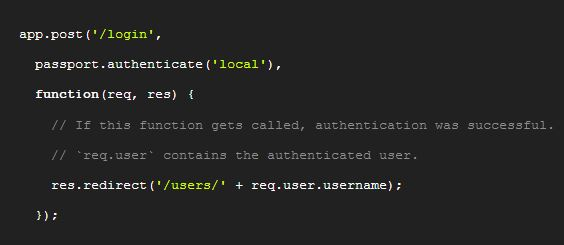 app.post('/login',
passport.authenticate('local'),
function(req, res) {
// If this function gets called, authentication was successful.
// `req.user` contains the authenticated user.
res.redirect('/users/' + req.user.username);
});